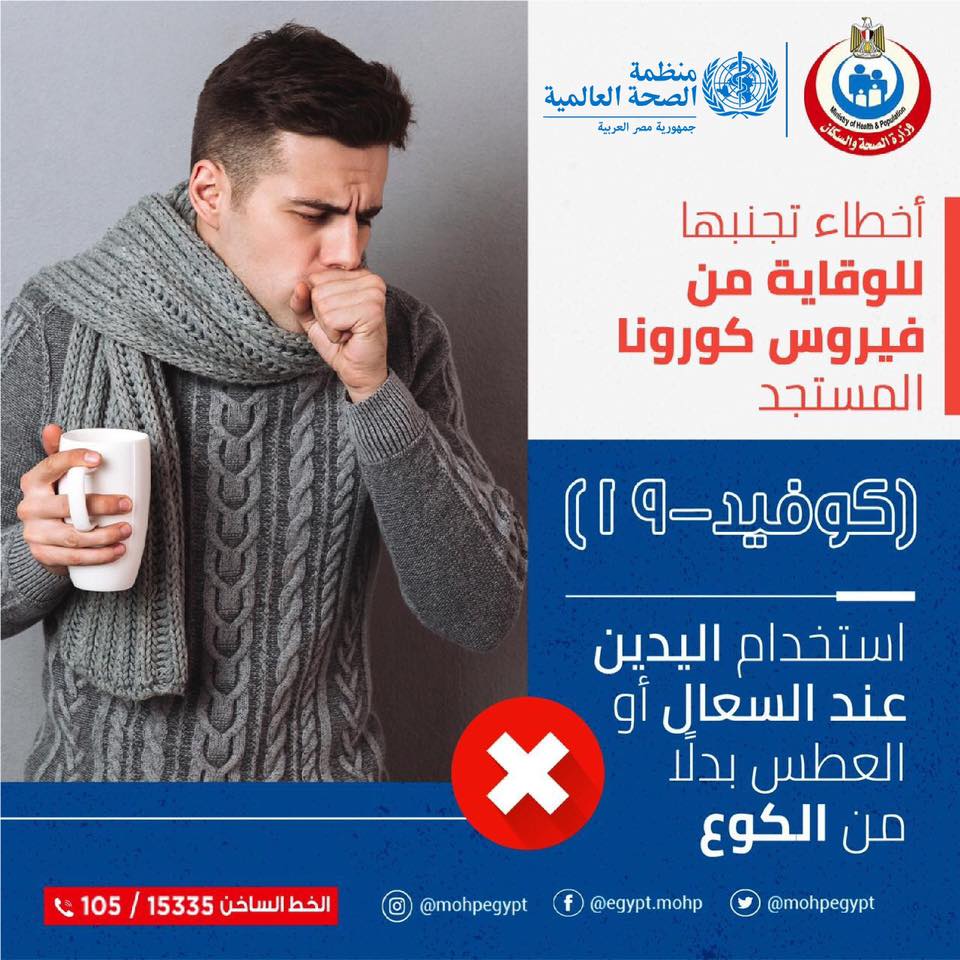 منظمة
الصحة العالمية
جمهورية مصر العربية
Ministry of Health & Population
وزارة الصحة والسكان
أخطاء تجنبها
للوقاية من
فيروس كورونا
المستجد
(كوفيد-١٩)
استخدام اليدين
عند السعال أو
العطس بدلًا
من الكوع
الخط الساخن 15335 / 105
@mohpegypt
@egypt.mohp
@mohpegypt